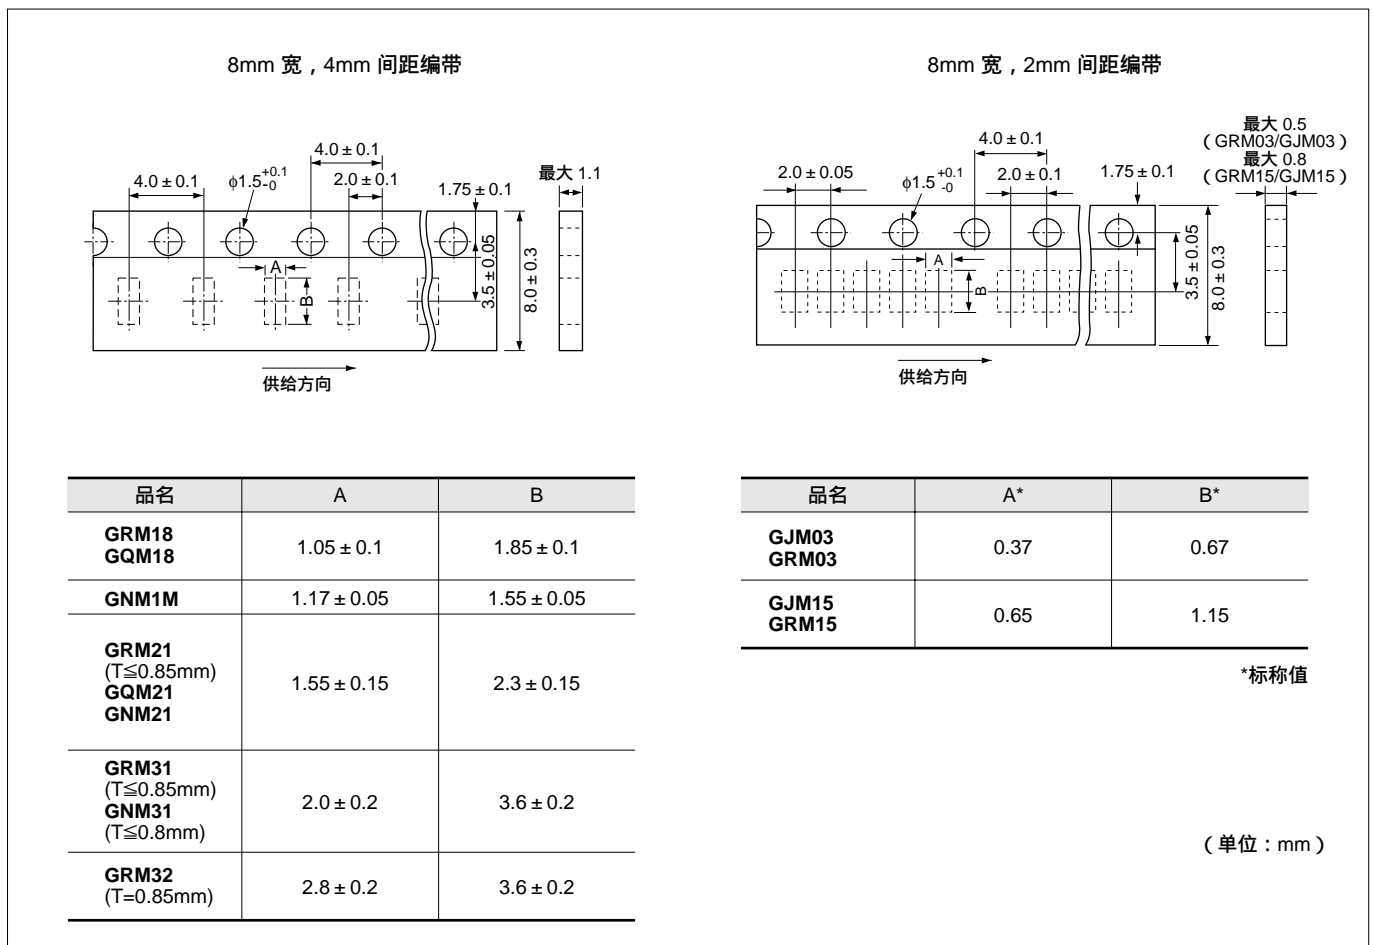 8mm 宽，4mm 间距编带
4.0 ± 0.1
4.0 ± 0.1
φ1.5 +0.1 -0
2.0 ± 0.1
1.75 ± 0.1
最大 1.1
A
B
3.5 ± 0.05
8.0 ± 0.3
供给方向
8mm 宽，2mm 间距编带
最大 0.5
（GRM03/GJM03）
最大 0.8
（GRM15/GJM15）
4.0 ± 0.1
2.0 ± 0.05
φ1.5 +0.1 -0
2.0 ± 0.1
1.75 ± 0.1
A
B
3.5 ± 0.05
8.0 ± 0.3
供给方向
品名 A B
GRM18
GQM18
1.05 ± 0.1 1.85 ± 0.1
GNM1M 1.17 ± 0.05 1.55 ± 0.05
GRM21
(T≦0.85mm)
GQM21
GNM21
1.55 ± 0.15 2.3 ± 0.15
GRM31
(T≦0.85mm)
GNM31
(T≦0.8mm)
2.0 ± 0.2 3.6 ± 0.2
GRM32
(T=0.85mm)
2.8 ± 0.2 3.6 ± 0.2
品名 A* B*
GJM03
GRM03
0.37 0.67
GJM15
GRM15
0.65 1.15
*标称值
（单位：mm）